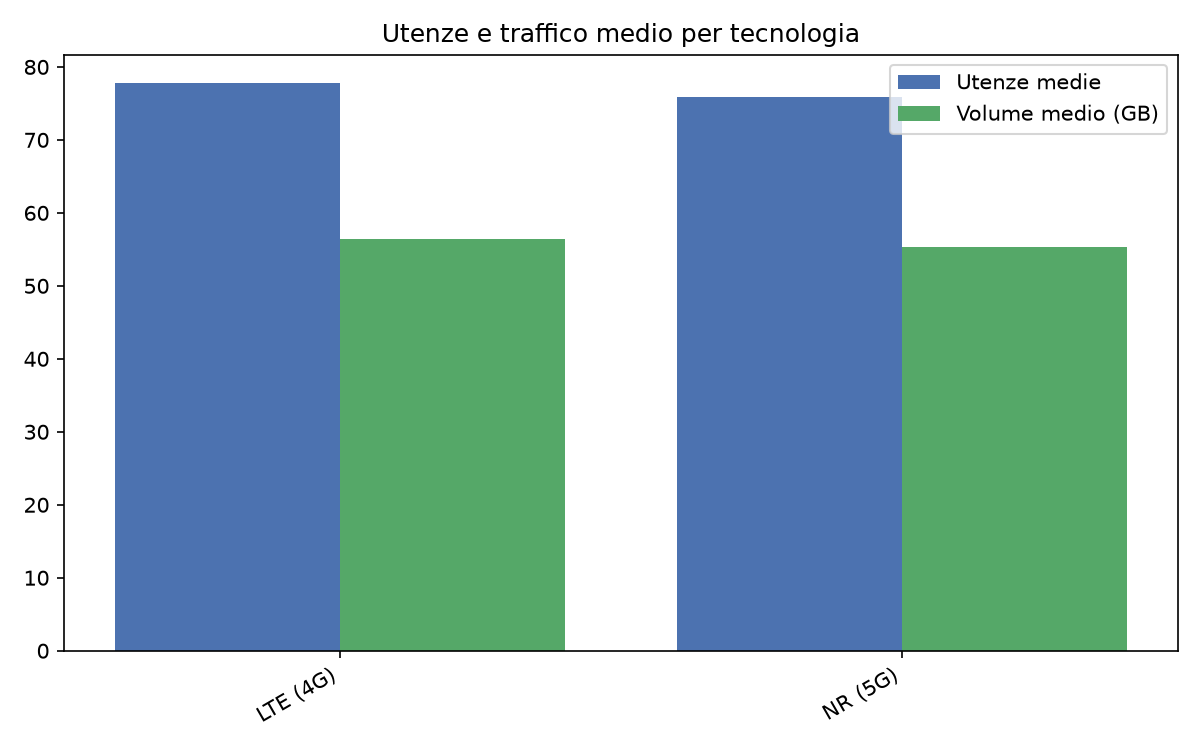 Utenze e traffico medio per tecnologia
Utenze medie
Volume medio (GB)
80
70
60
50
40
30
20
10
0
LTE (4G)
NR (5G)